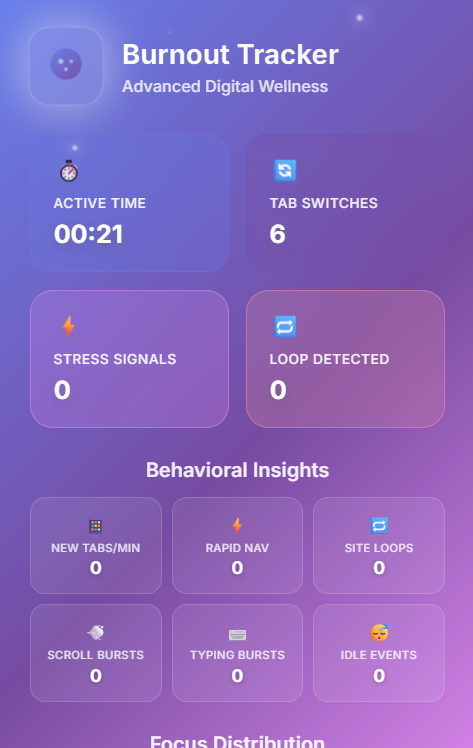 Burnout Tracker
Advanced Digital Wellness
ACTIVE TIME
00:21
TAB SWITCHES
6
STRESS SIGNALS
0
LOOP DETECTED
0
Behavioral Insights
NEW TABS/MIN
0
RAPID NAV
0
SITE LOOPS
0
SCROLL BURSTS
0
TYPING BURSTS
0
IDLE EVENTS
0
Focus Distribution